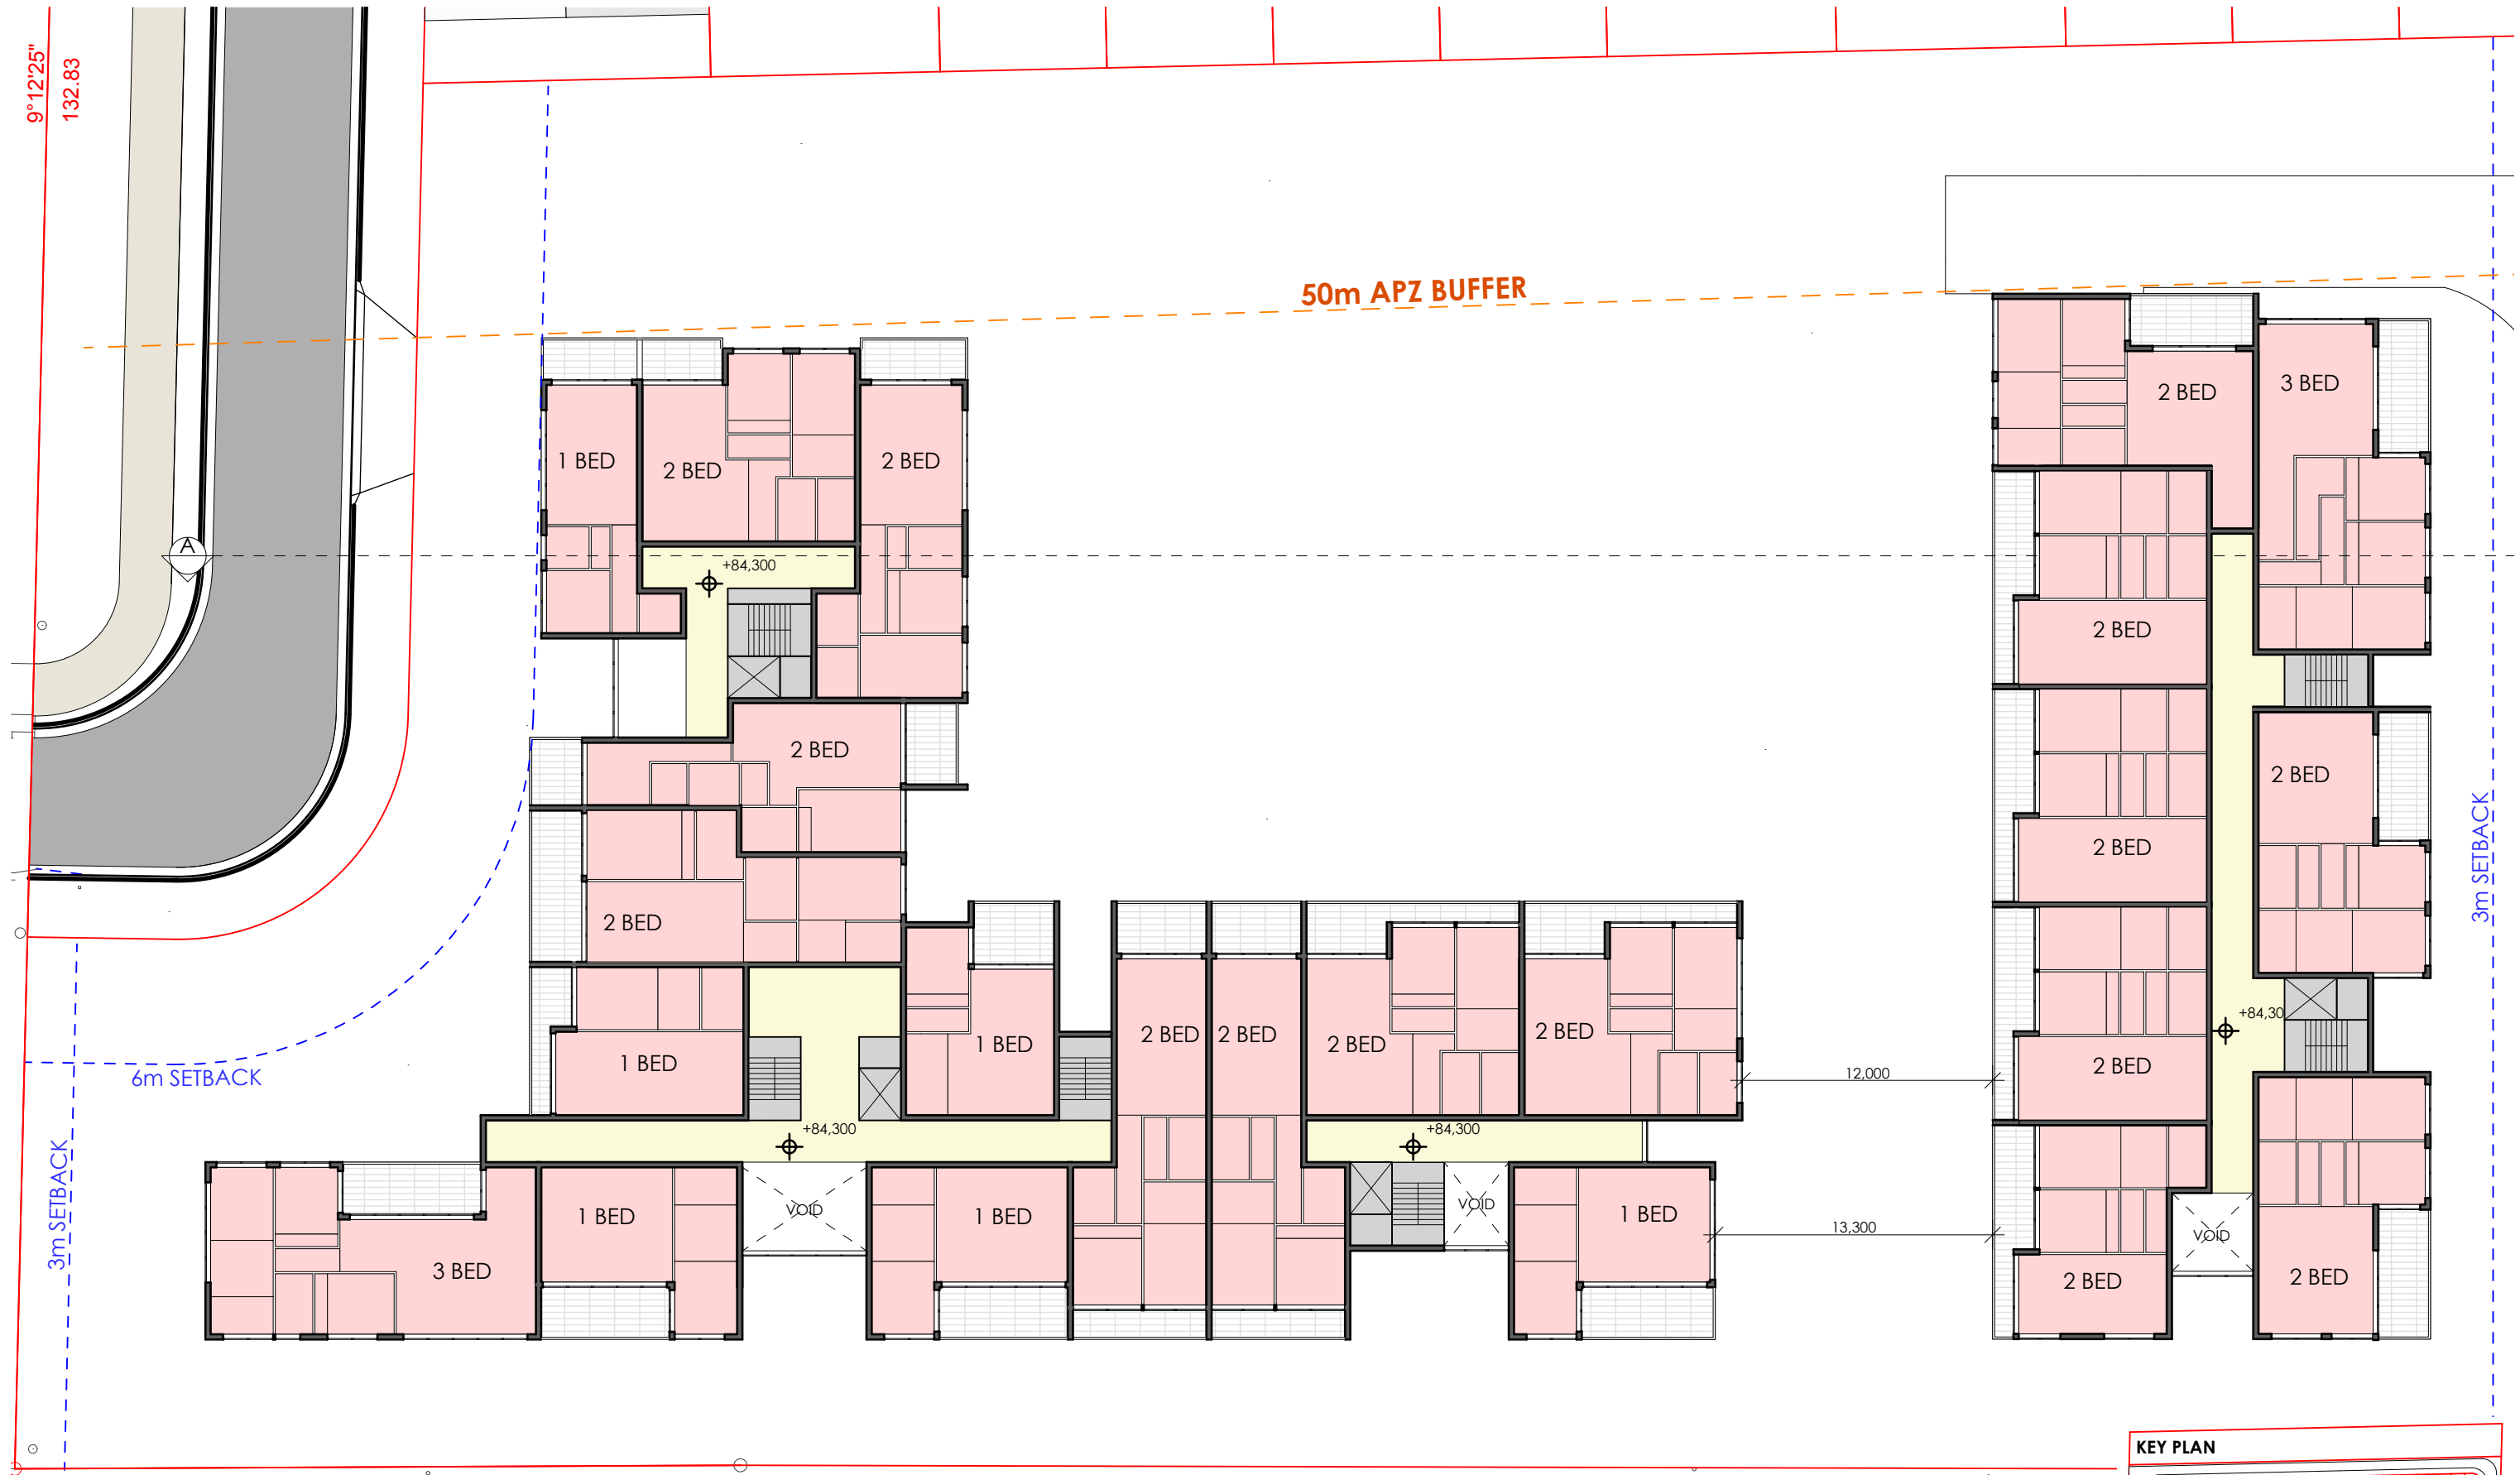 9°12'25"
132.83
50m APZ BUFFER
2 BED
3 BED
1 BED
2 BED
2 BED
A
+84,300
2 BED
2 BED
2 BED
2 BED
3m SETBACK
2 BED
2 BED
+84,30
1 BED
1 BED
2 BED
2 BED
2 BED
2 BED
2 BED
12,000
6m SETBACK
+84,300
+84,300
3m SETBACK
1 BED
VOID
1 BED
VOID
1 BED
13,300
VOID
3 BED
2 BED
2 BED
KEY PLAN